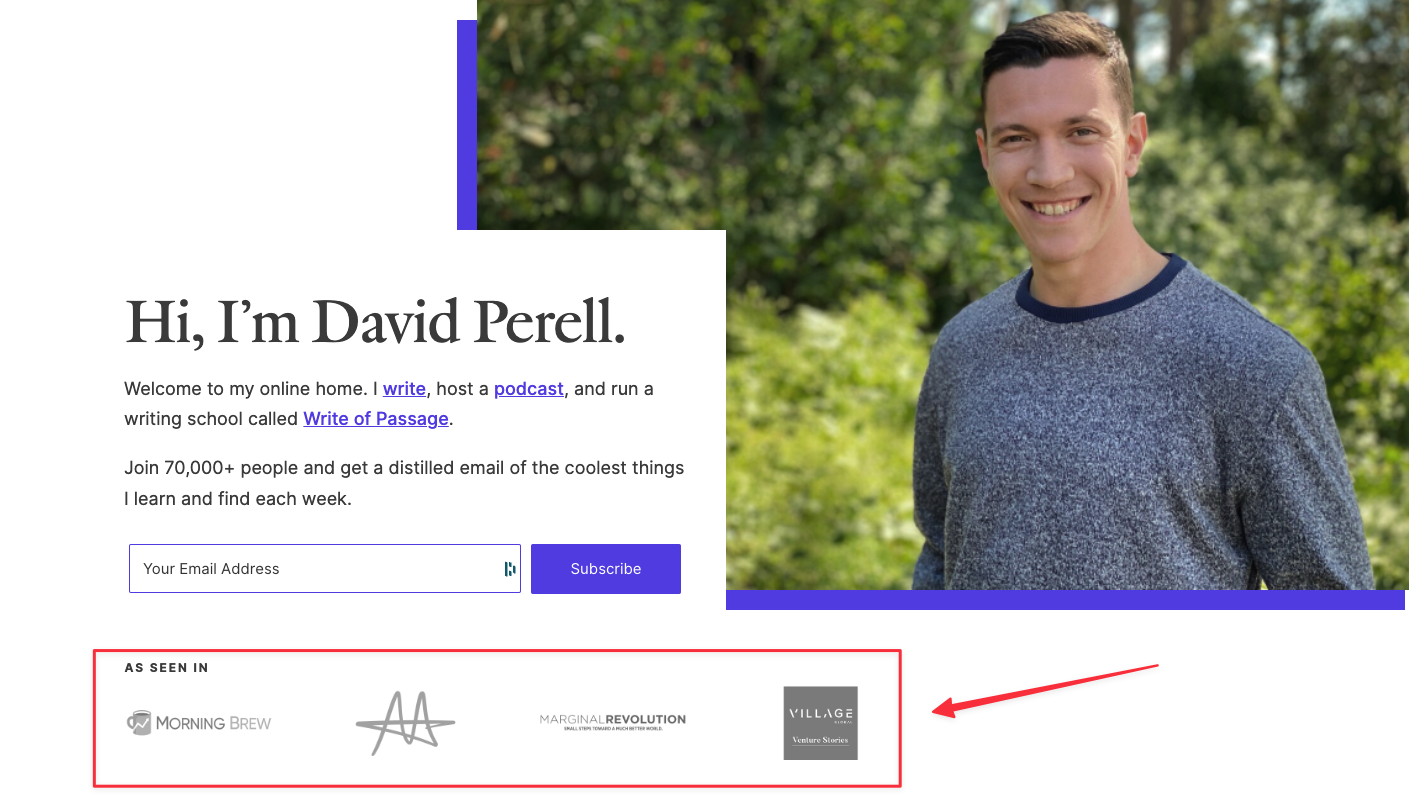 Hi, I’m David Perell.
Welcome to my online home. I write, host a podcast, and run a
writing school called Write of Passage.
Join 70,000+ people and get a distilled email of the coolest things
I learn and find each week.
Your Email Address
Subscribe
AS SEEN IN
MORNING BREW
MARGINALREVOLUTION
SMALL STEPS TOWARD A MUCH BETTER WORLD.
VILLAGE
GLOBAL
Venture Stories